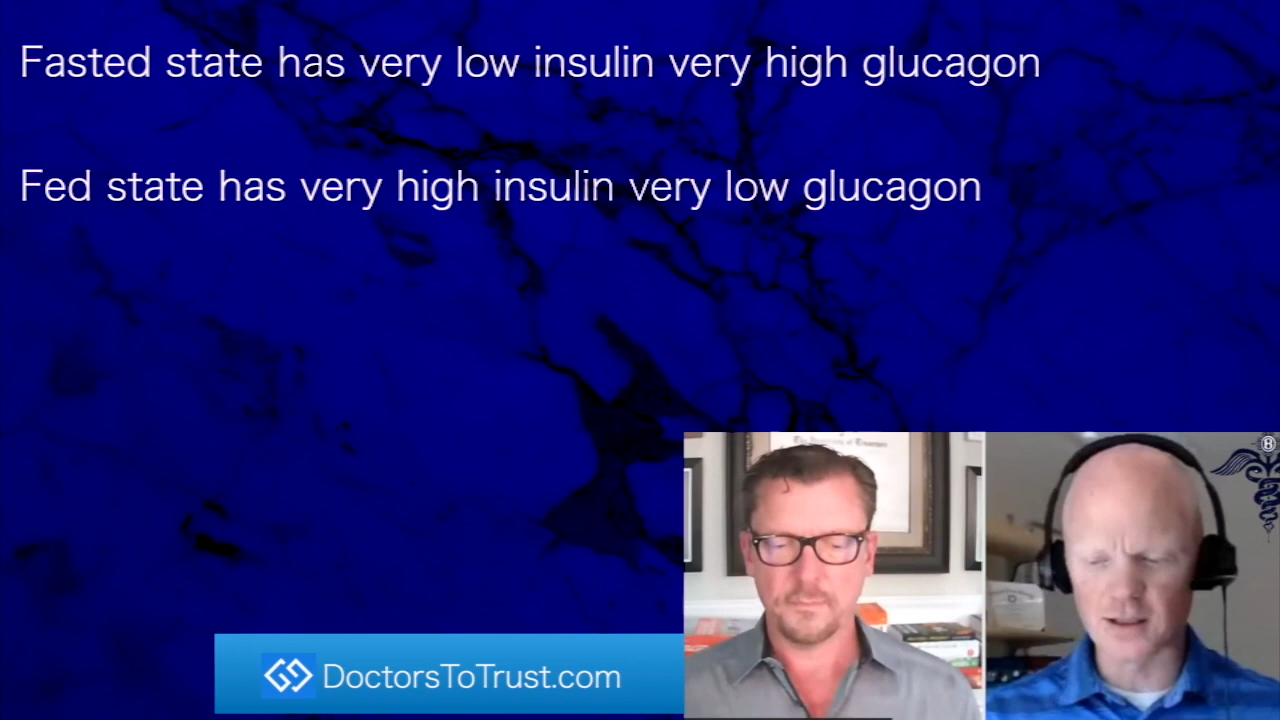 Fasted state has very low insulin very high glucagon
Fed state has very high insulin very low glucagon
DoctorsToTrust.com